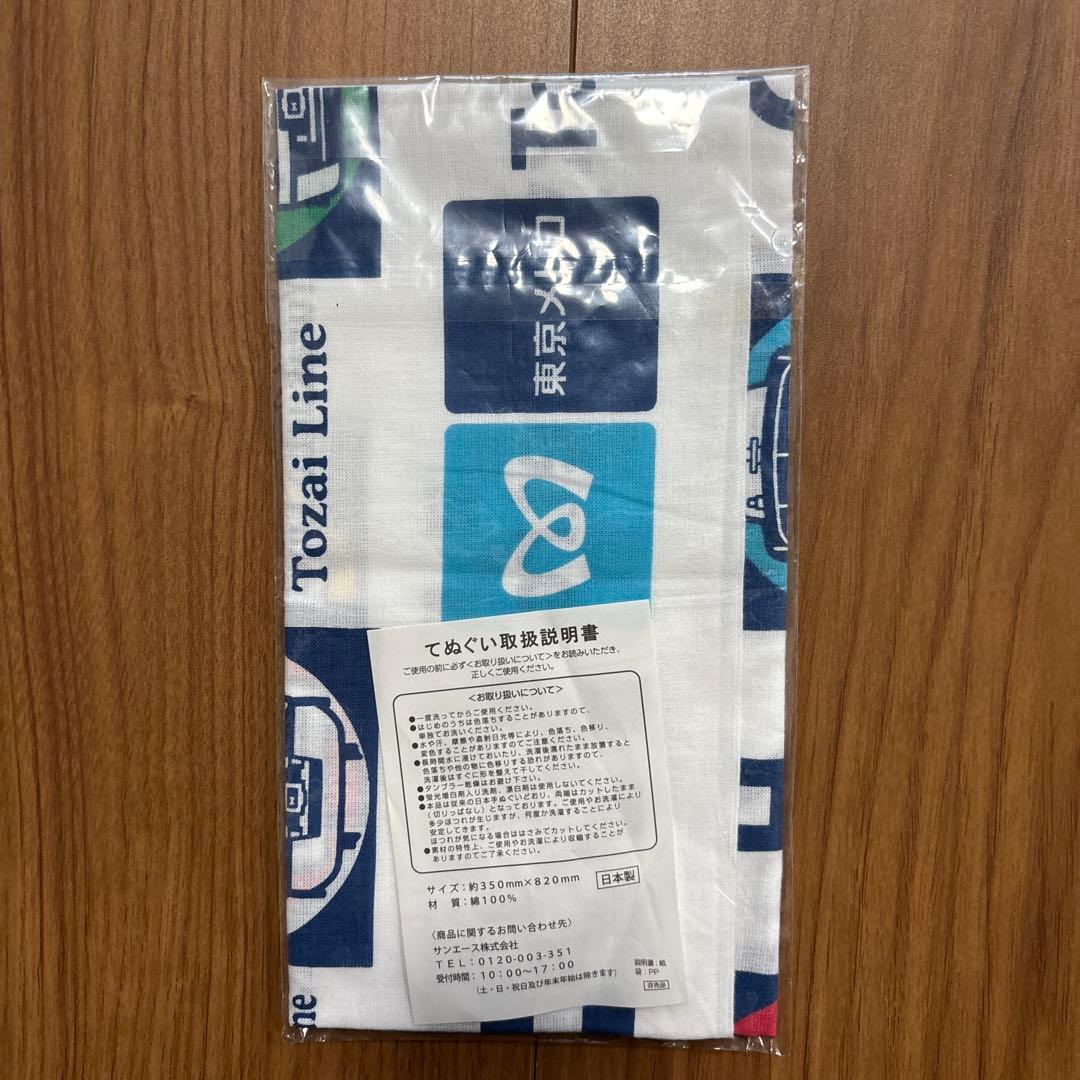 東京メトロ
Tozai Line
ne
てぬぐい取扱説明書
ご使用の前に必ず<お取り扱いについて>をお読みいただき、
正しくご使用ください。
<お取り扱いについて>
●一度洗ってからご使用ください。
●はじめのうちは色落ちすることがありますので、
単独でお洗いください。
●水や汗、摩擦や直射日光等により、色落ち、色移り、
変色することがありますのでご注意ください。
●長時間水に浸けておいたり、洗濯後濡れたまま放置すると
色落ちや他の物に色移りする恐れがありますので、
洗濯後はすぐに形を整えて干してください。
●タンブラー乾燥はお避け下さい。
●蛍光増白剤入り洗剤、漂白剤は使用しないでください。
●本品は従来の日本手ぬぐいどおり、両端はカットしたまま
(切りっぱなし)となっております。ご使用やお洗濯により
多少ほつれが生じますが、何度か洗濯することにより
安定してきます。
ほつれが気になる場合ははさみでカットしてください。
●素材の特性上、ご使用やお洗濯により収縮することが
ありますのでご了承ください。
サイズ:約350mm×820mm
日本製
材 質:綿100%
〈商品に関するお問い合わせ先〉
サンエース株式会社
TEL:0120-003-351
受付時間:10:00〜17:00
(土・日・祝日及び年末年始は除きます)
説明書:紙
袋:PP
非売品